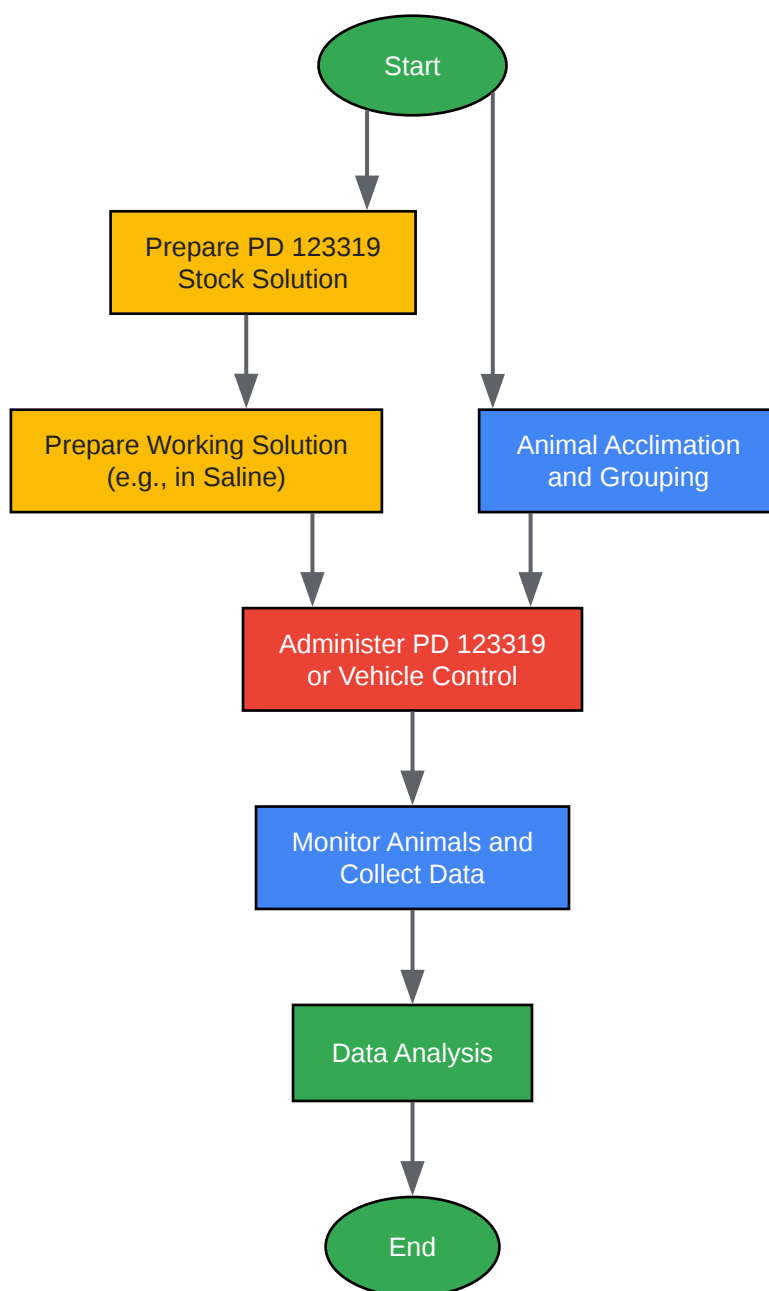 Start
Prepare PD 123319
Stock Solution
Prepare Working Solution
(e.g., in Saline)
Animal Acclimation
and Grouping
Administer PD 123319
or Vehicle Control
Monitor Animals and
Collect Data
Data Analysis
End